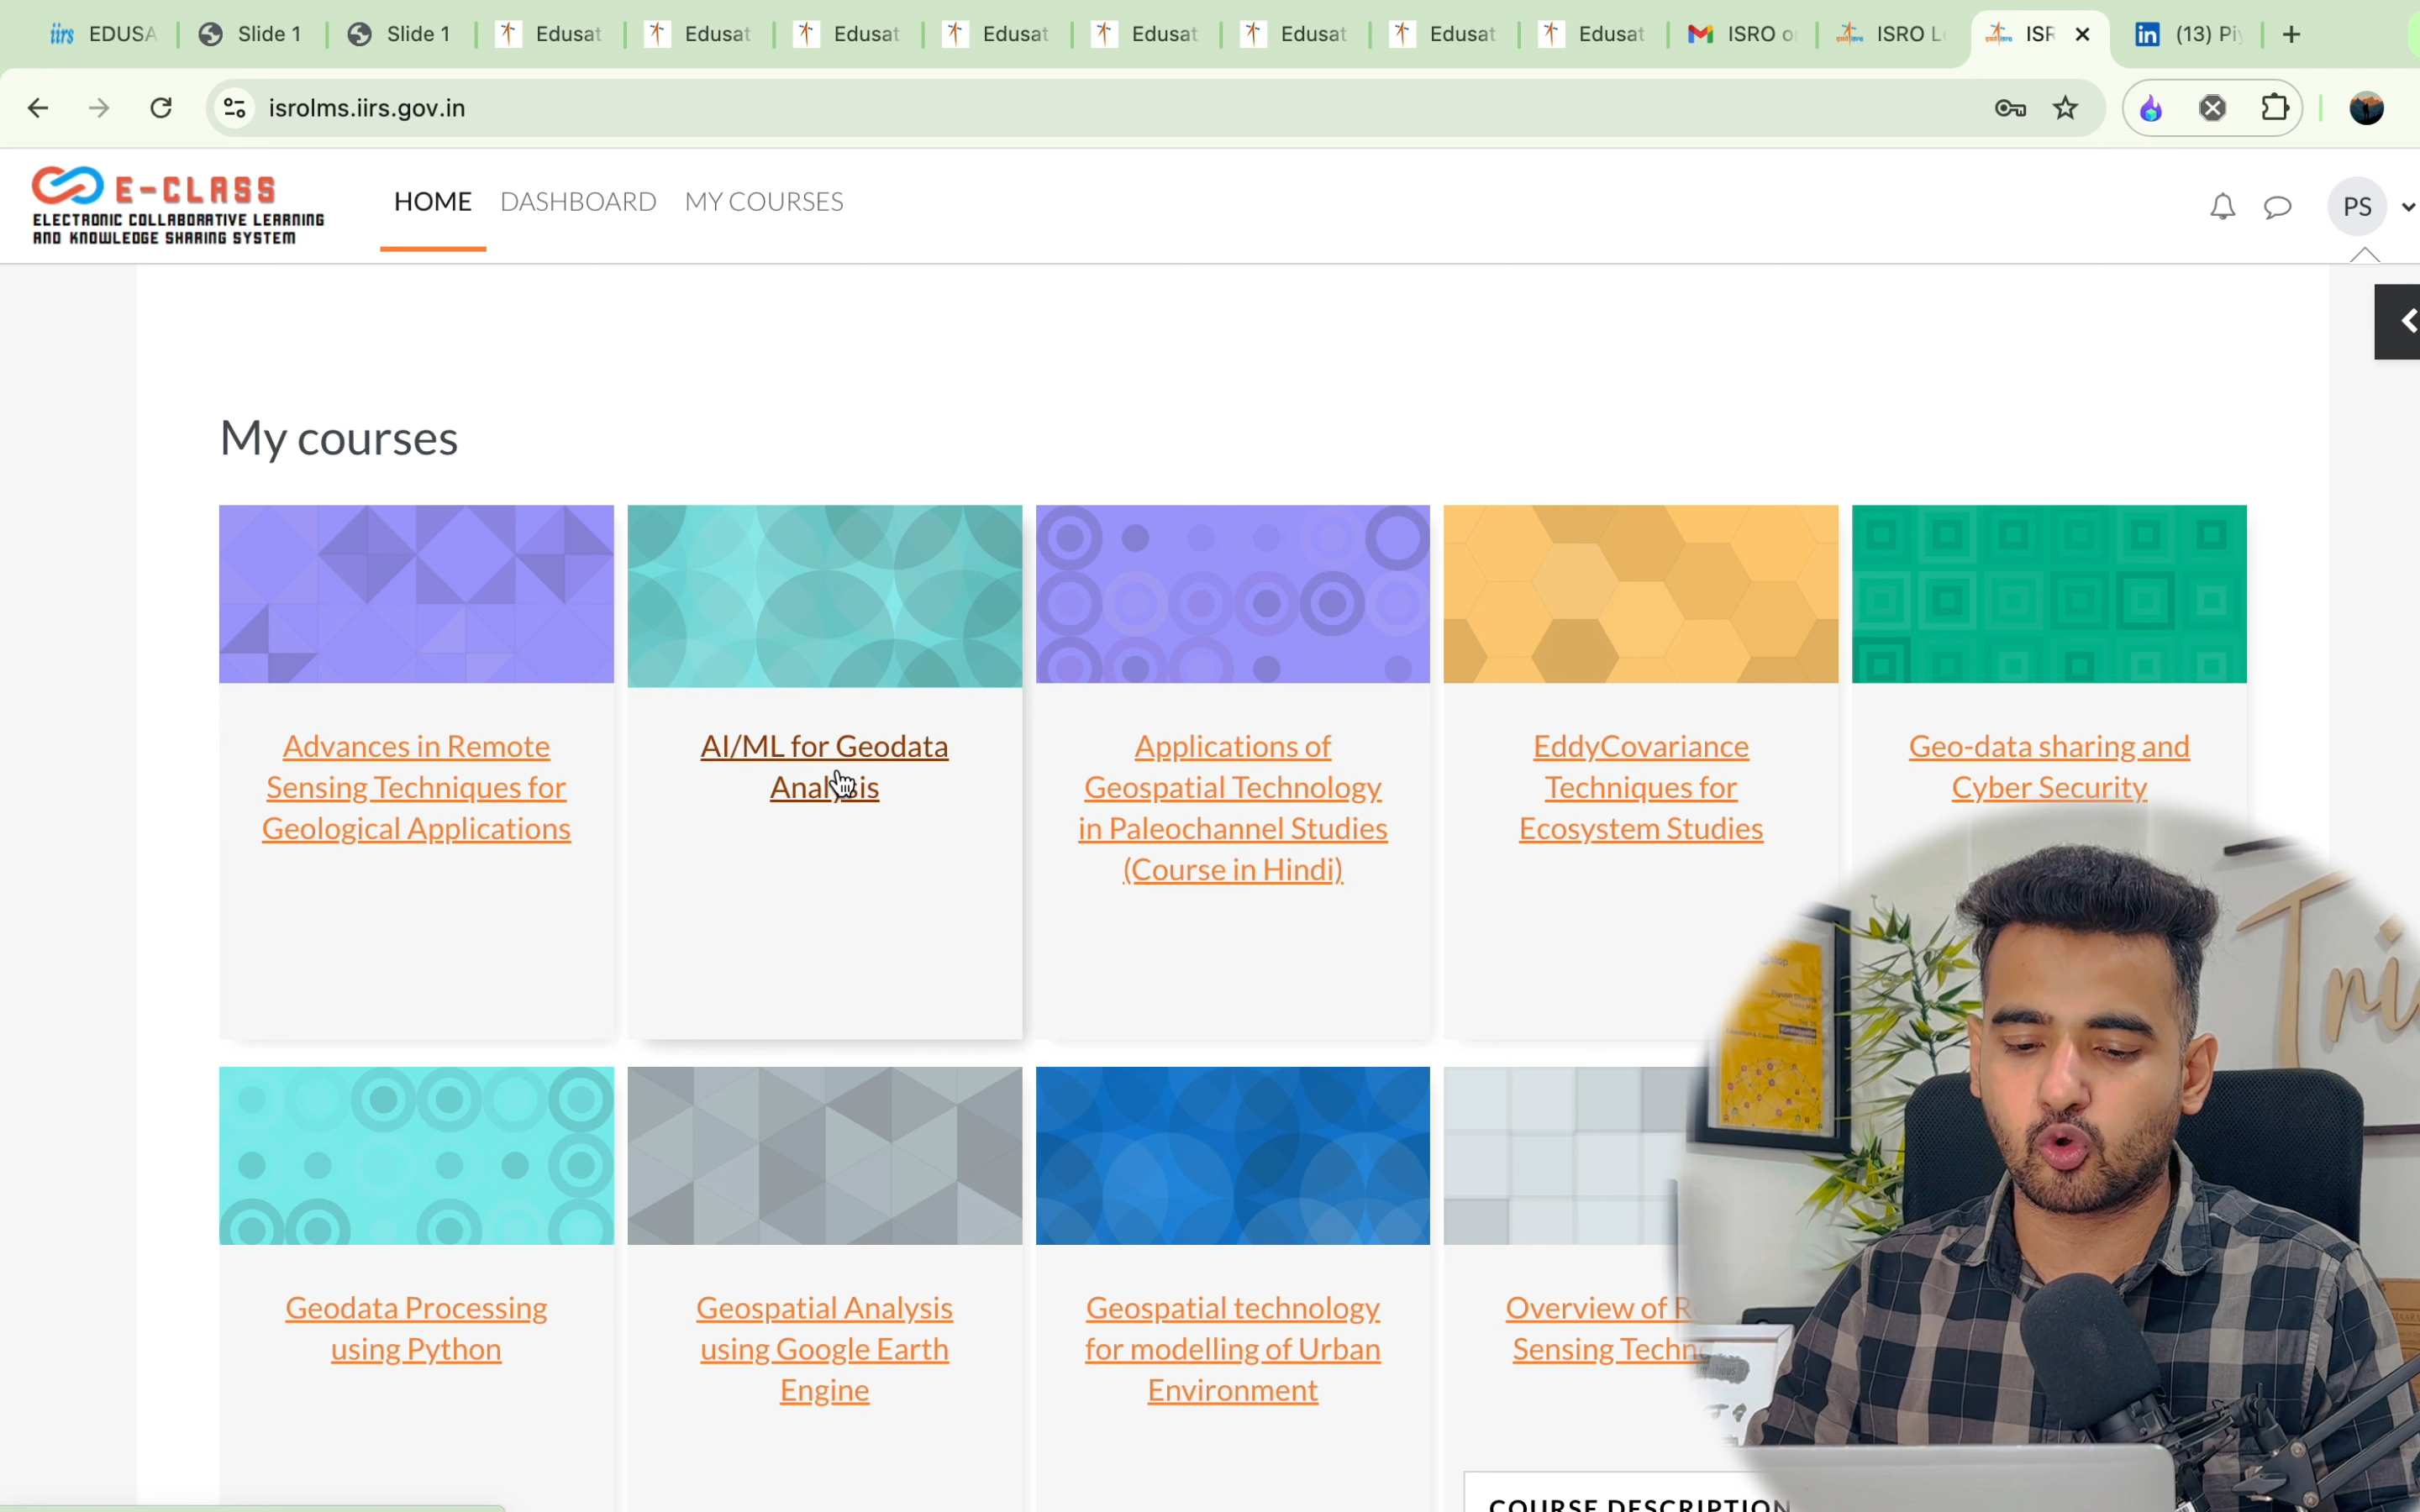 iirs EDUSA Slide 1 Slide 1 Edusat Edusat Edusat Edusat Edusat Edusat Edusat Edusat ISRO ISRO ISR (13)
isrolms.iirs.gov.in
E-CLASS
ELECTRONIC COLLABORATIVE LEARNING
AND KNOWLEDGE SHARING SYSTEM
HOME DASHBOARD MY COURSES
PS
My courses
Advances in Remote
Sensing Techniques for
Geological Applications
AI/ML for Geodata
Analysis
Applications of
Geospatial Technology
in Paleochannel Studies
(Course in Hindi)
EddyCovariance
Techniques for
Ecosystem Studies
Geo-data sharing and
Cyber Security
Geodata Processing
using Python
Geospatial Analysis
using Google Earth
Engine
Geospatial technology
for modelling of Urban
Environment
Overview of R
Sensing Techn
COURSE DESCRIPTION